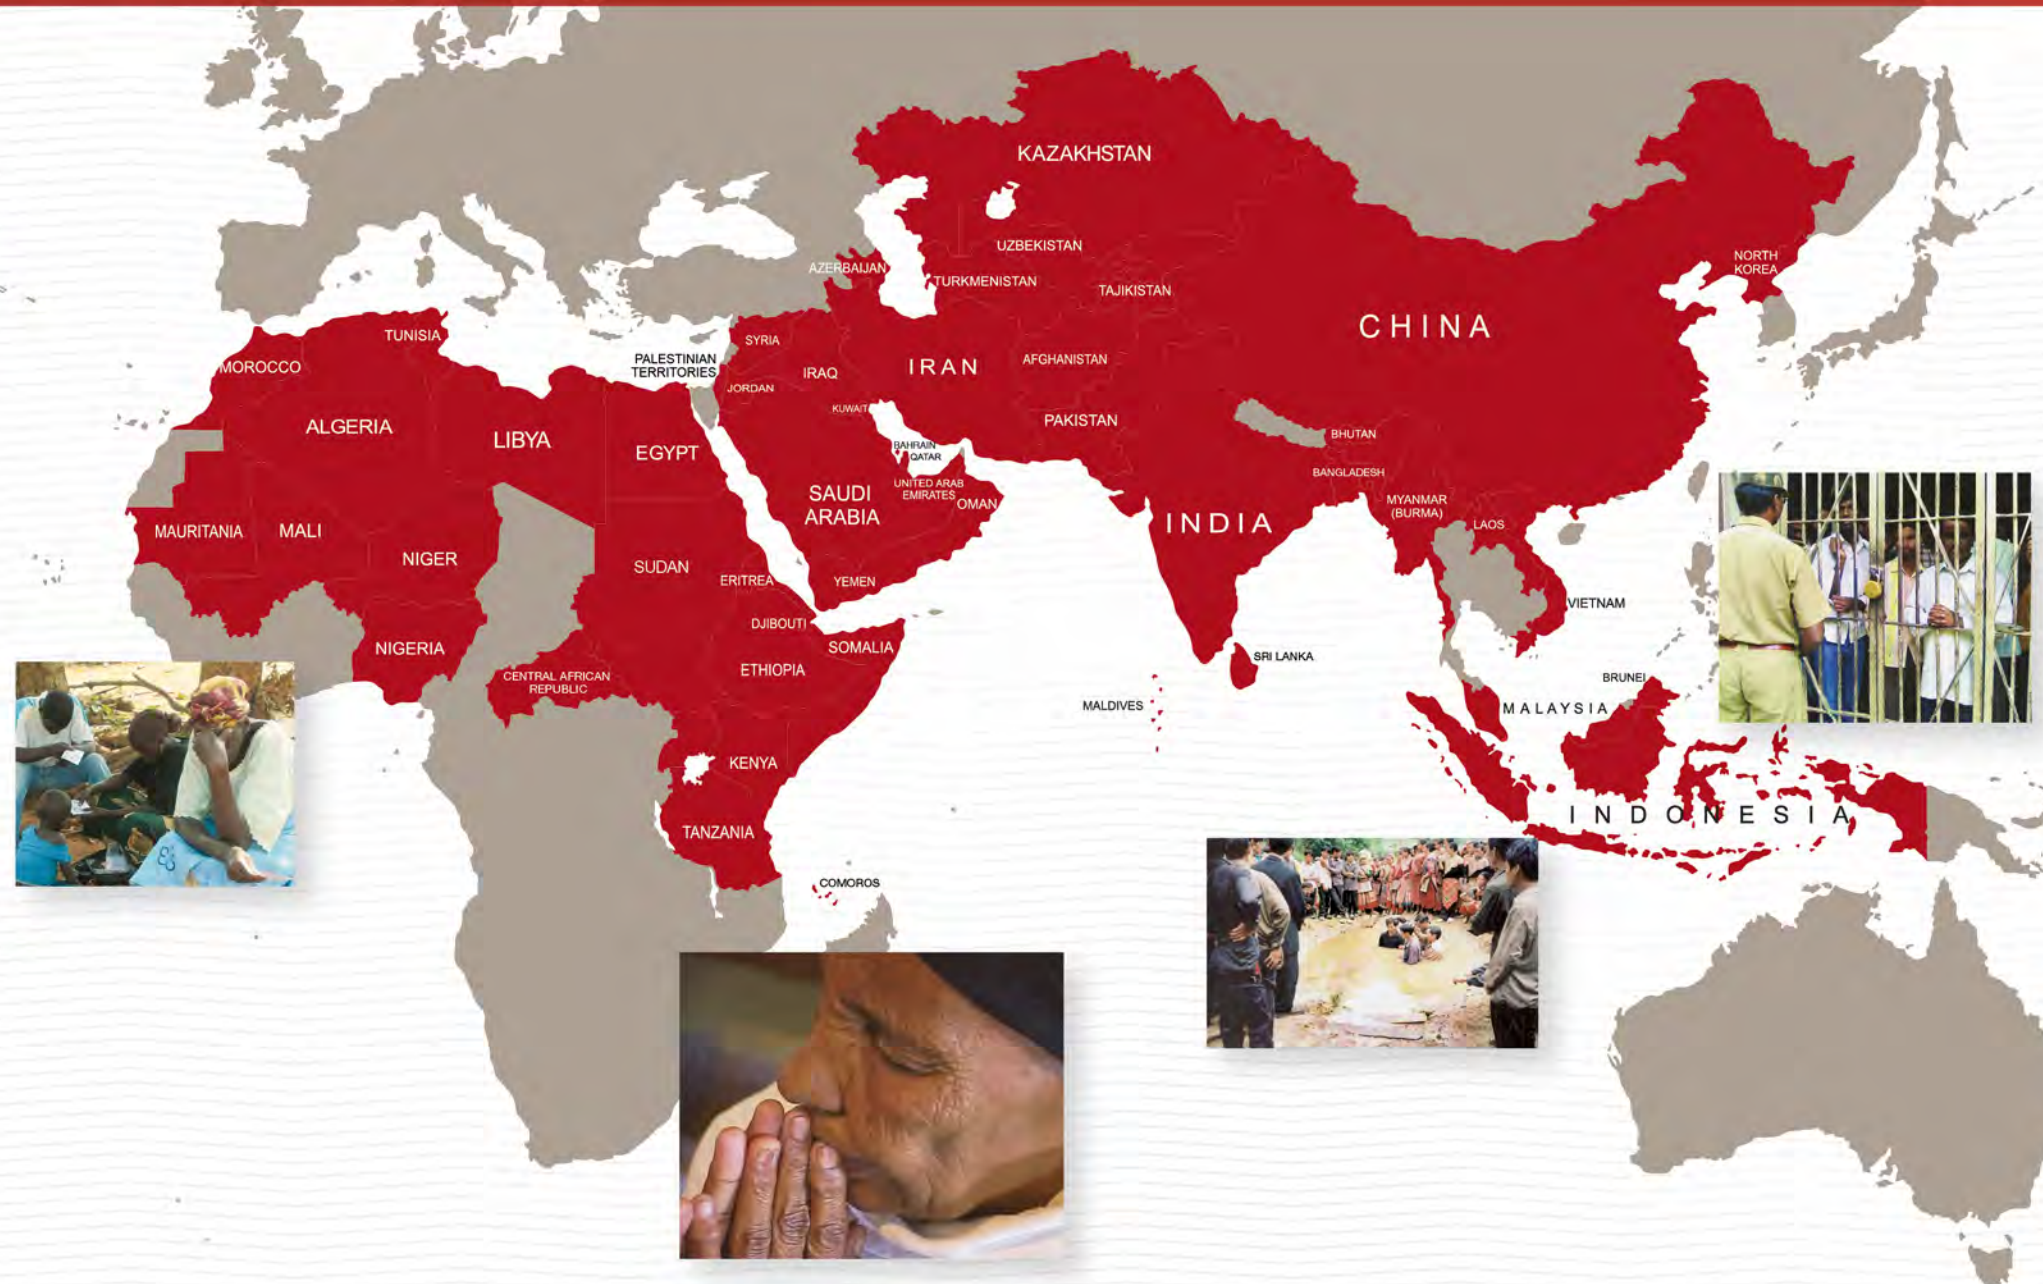 KAZAKHSTAN
UZBEKISTAN
AZERBAIJAN
TURKMENISTAN
TAJIKISTAN
NORTH
KOREA
CHINA
TUNISIA
SYRIA
PALESTINIAN
TERRITORIES
MOROCCO
IRAQ
IRAN
AFGHANISTAN
JORDAN
KUWAIT
PAKISTAN
ALGERIA
LIBYA
EGYPT
BAHRAIN
QATAR
BHUTAN
BANGLADESH
UNITED ARAB
EMIRATES
SAUDI
ARABIA
OMAN
MYANMAR
(BURMA)
INDIA
LAOS
MAURITANIA
MALI
NIGER
SUDAN
ERITREA
YEMEN
VIETNAM
DJIBOUTI
NIGERIA
SOMALIA
ETHIOPIA
SRI LANKA
CENTRAL AFRICAN
REPUBLIC
BRUNEI
MALDIVES
MALAYSIA
KENYA
INDONESIA
TANZANIA
COMOROS